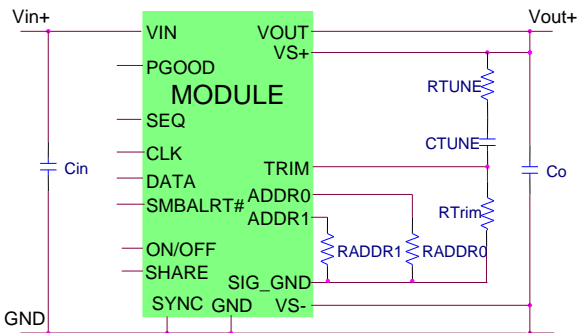 Vin+
Vout+
VIN
VOUT
VS+
PGOOD
RTUNE
MODULE
SEQ
CTUNE
CLK
TRIM
Cin
Co
DATA
ADDR0
SMBALRT#
ADDR1
RTrim
ON/OFF
RADDR1
RADDR0
SHARE
SIG_GND
SYNC
GND
VS-
GND